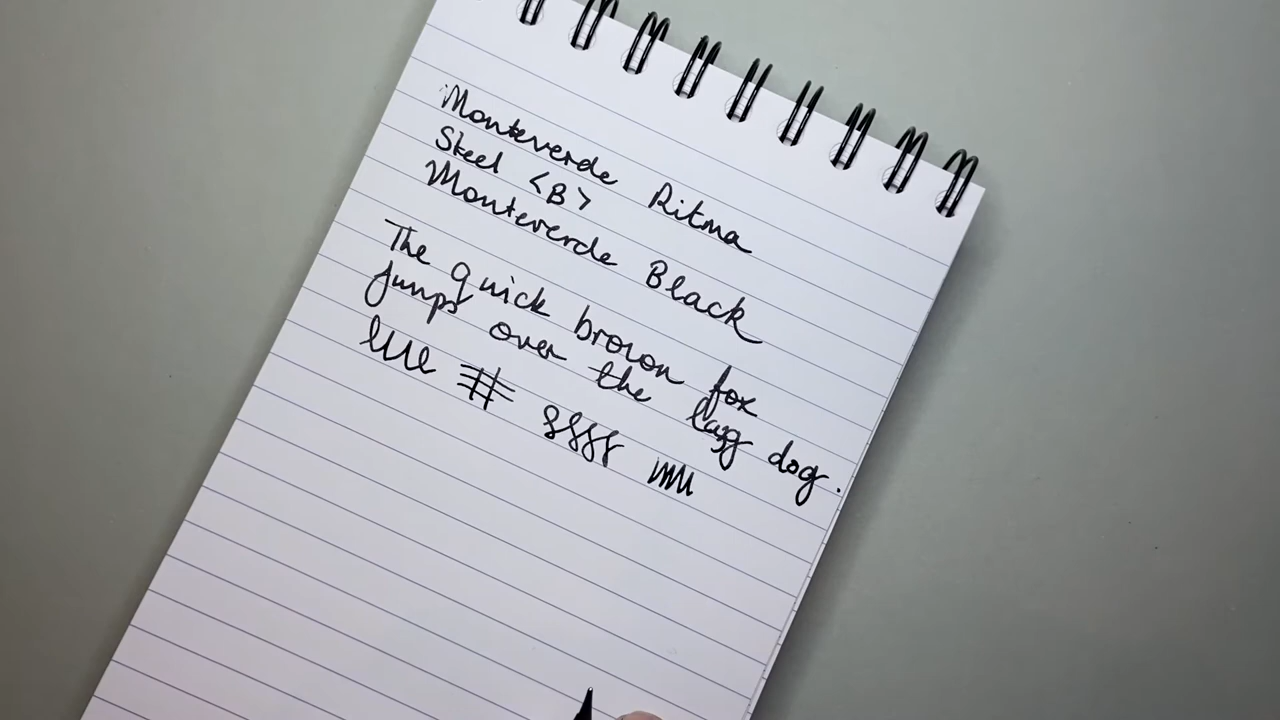 Monteverde Ritma
Steel <B>
Monteverde Black
The quick brown fox
jumps over the lazy dog.